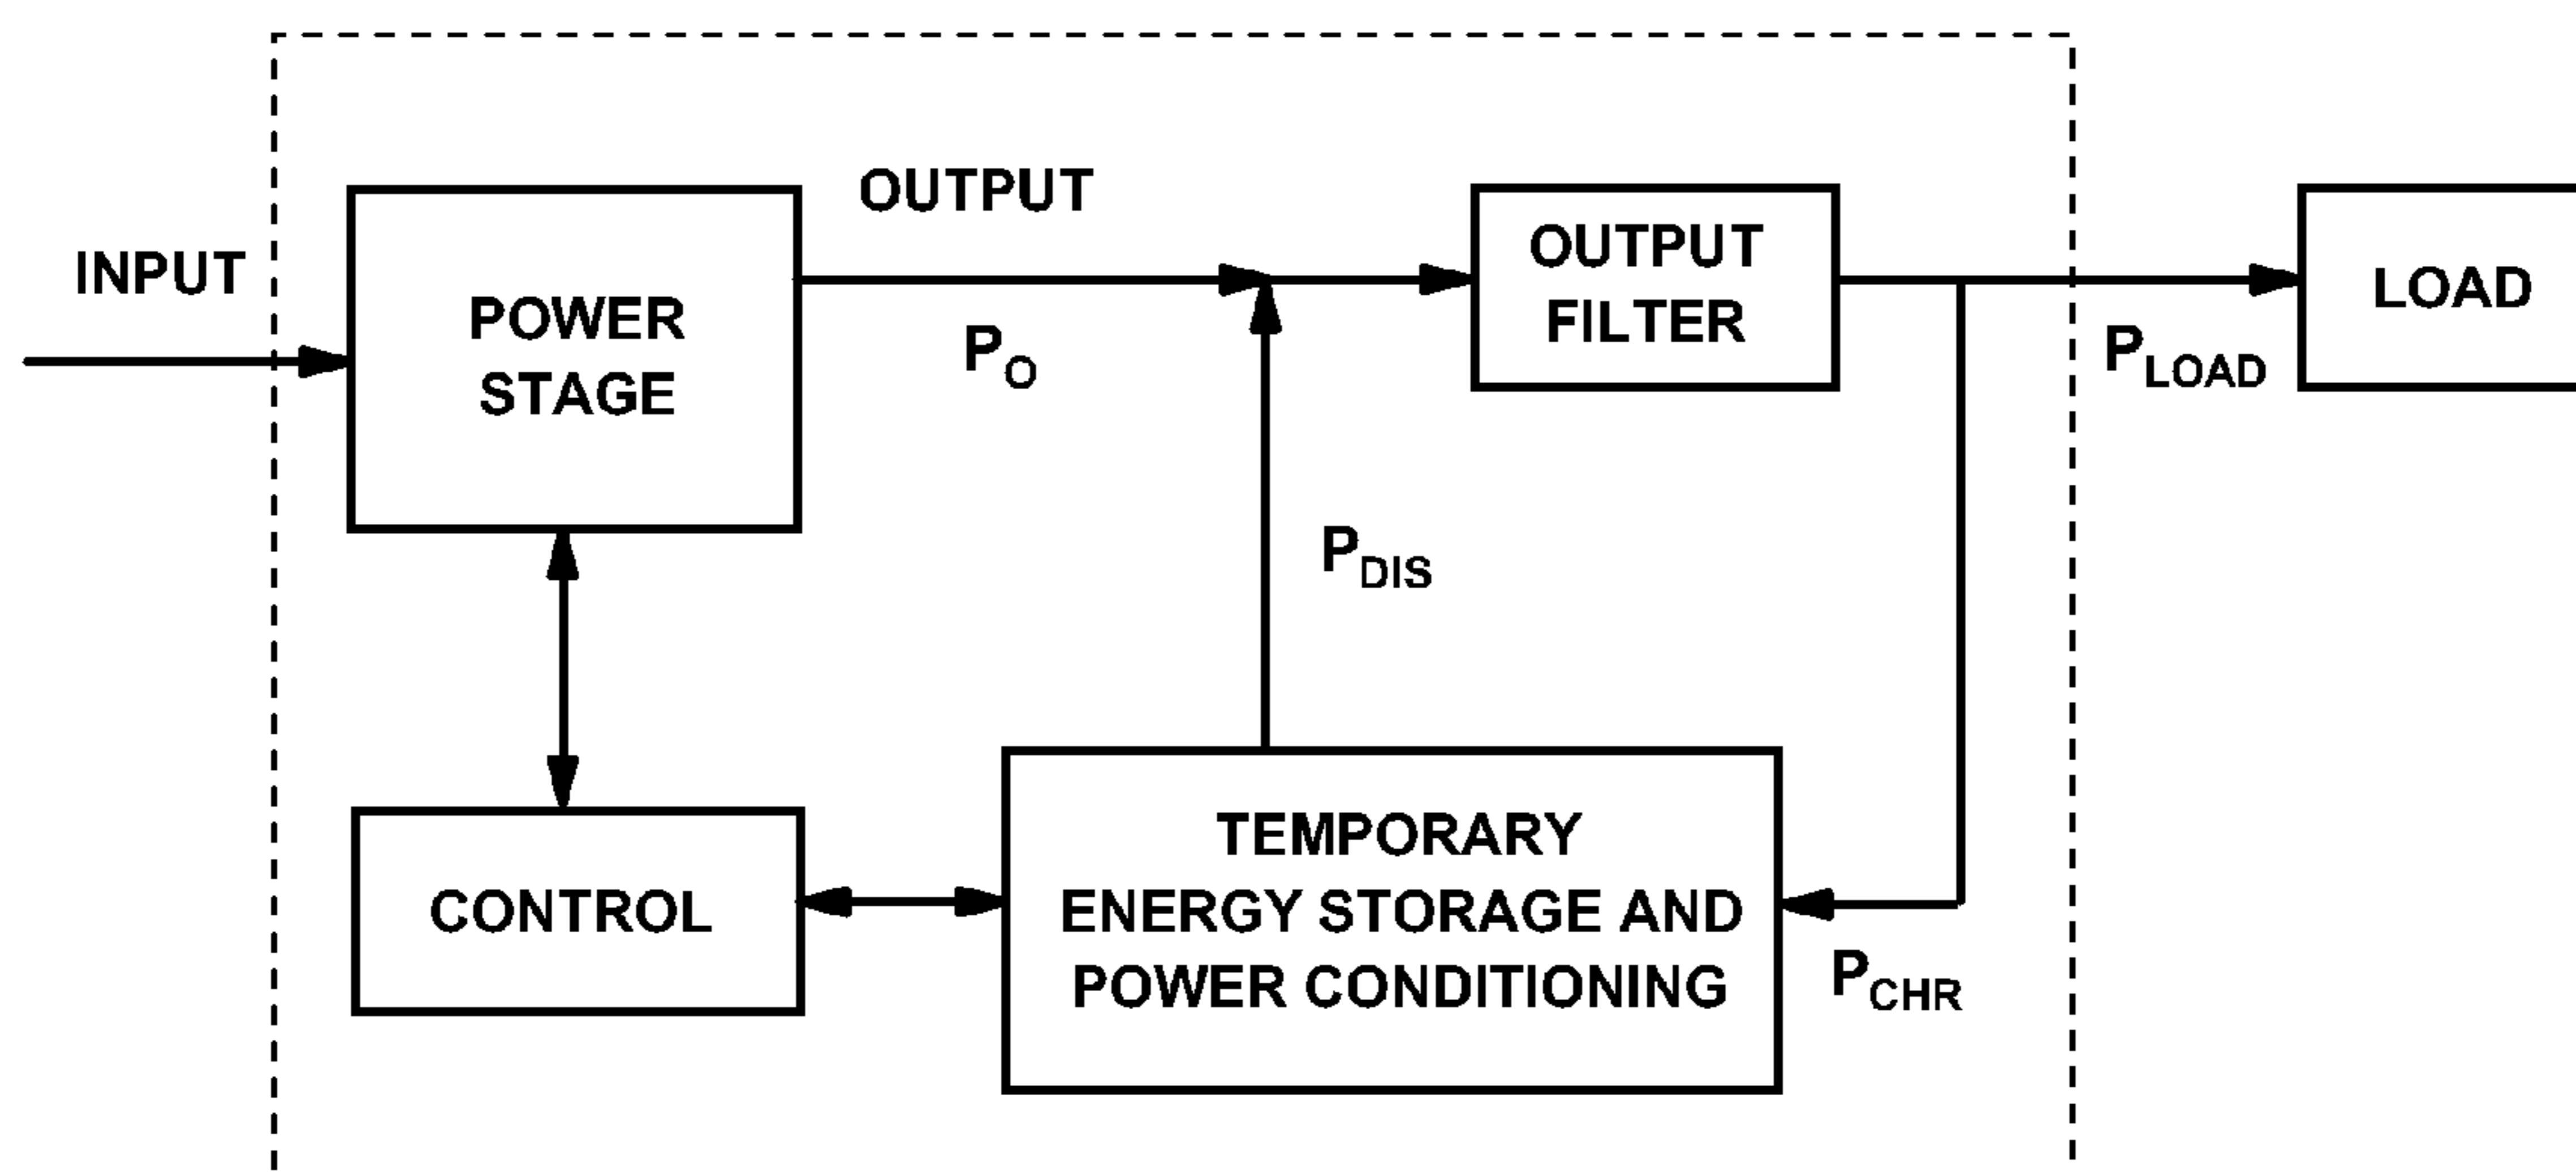 INPUT
POWER
STAGE
OUTPUT
P_O
OUTPUT
FILTER
P_LOAD
LOAD
P_DIS
CONTROL
TEMPORARY
ENERGY STORAGE AND
POWER CONDITIONING
P_CHR